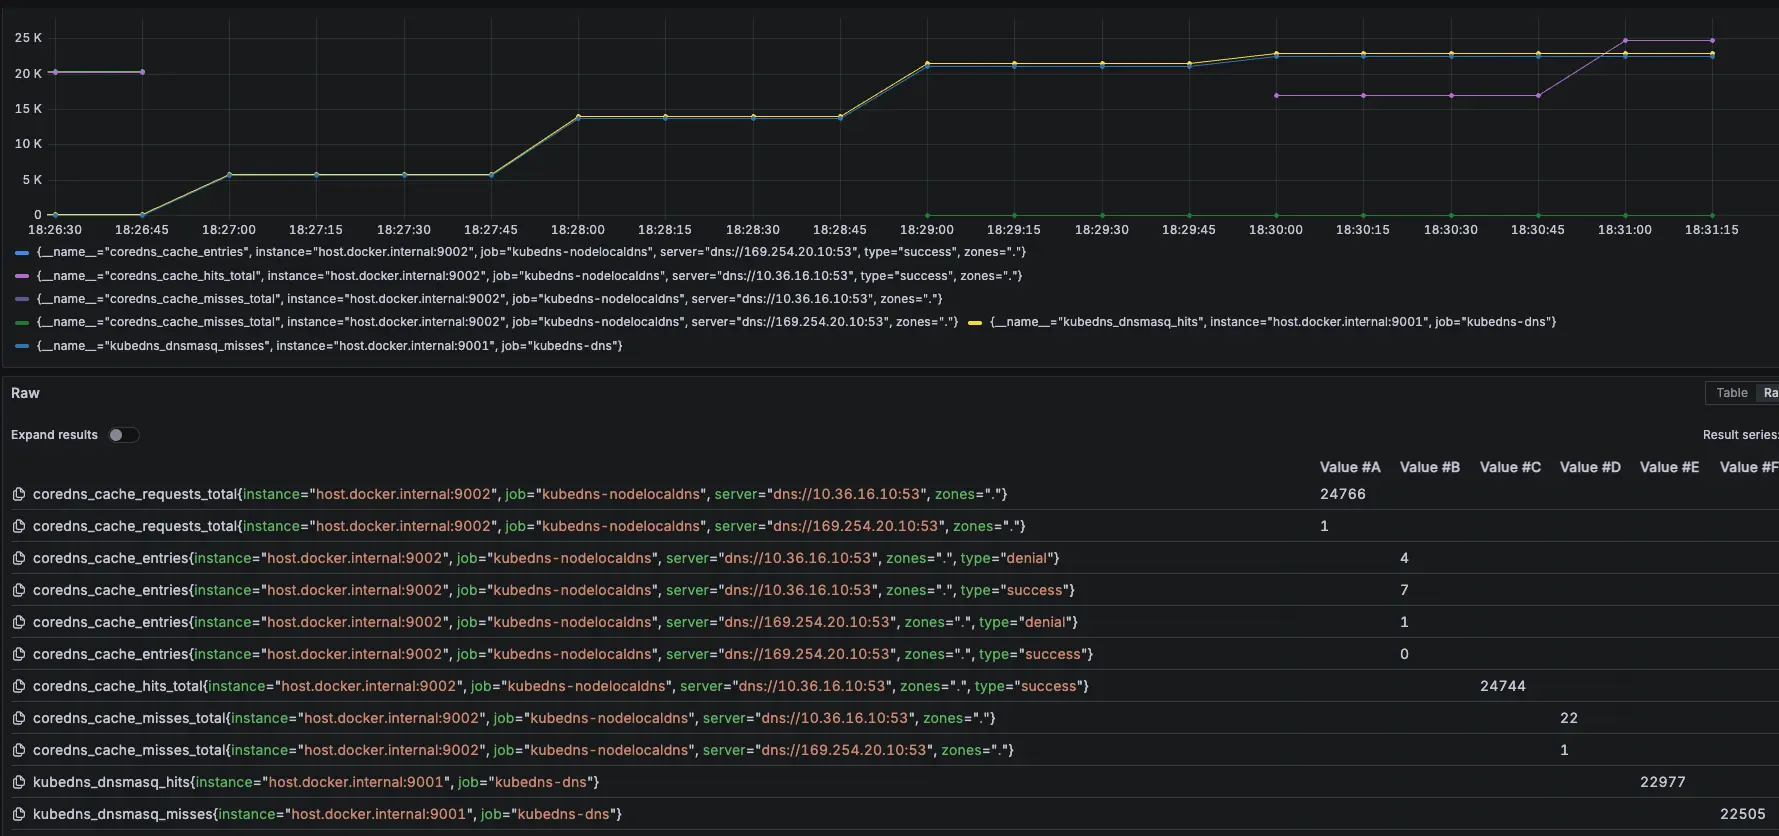 25 K
20 K
15 K
10 K
5 K
0
18:26:30 18:26:45 18:27:00 18:27:15 18:27:30 18:27:45 18:28:00 18:28:15 18:28:30 18:28:45 18:29:00 18:29:15 18:29:30 18:29:45 18:30:00 18:30:15 18:30:30 18:30:45 18:31:00 18:31:15
{__name__="coredns_cache_entries", instance="host.docker.internal:9002", job="kubedns-nodelocaldns", server="dns://169.254.20.10:53", type="success", zones="."}
{__name__="coredns_cache_hits_total", instance="host.docker.internal:9002", job="kubedns-nodelocaldns", server="dns://10.36.16.10:53", type="success", zones="."}
{__name__="coredns_cache_misses_total", instance="host.docker.internal:9002", job="kubedns-nodelocaldns", server="dns://10.36.16.10:53", zones="."}
{__name__="coredns_cache_misses_total", instance="host.docker.internal:9002", job="kubedns-nodelocaldns", server="dns://169.254.20.10:53", zones="."} {__name__="kubedns_dnsmasq_hits", instance="host.docker.internal:9001", job="kubedns-dns"}
{__name__="kubedns_dnsmasq_misses", instance="host.docker.internal:9001", job="kubedns-dns"}
Raw Table Ra
Expand results Result series:
Value #A Value #B Value #C Value #D Value #E Value #F
coredns_cache_requests_total{instance="host.docker.internal:9002", job="kubedns-nodelocaldns", server="dns://10.36.16.10:53", zones="."} 24766
coredns_cache_requests_total{instance="host.docker.internal:9002", job="kubedns-nodelocaldns", server="dns://169.254.20.10:53", zones="."} 1
coredns_cache_entries{instance="host.docker.internal:9002", job="kubedns-nodelocaldns", server="dns://10.36.16.10:53", zones=".", type="denial"} 4
coredns_cache_entries{instance="host.docker.internal:9002", job="kubedns-nodelocaldns", server="dns://10.36.16.10:53", zones=".", type="success"} 7
coredns_cache_entries{instance="host.docker.internal:9002", job="kubedns-nodelocaldns", server="dns://169.254.20.10:53", zones=".", type="denial"} 1
coredns_cache_entries{instance="host.docker.internal:9002", job="kubedns-nodelocaldns", server="dns://169.254.20.10:53", zones=".", type="success"} 0
coredns_cache_hits_total{instance="host.docker.internal:9002", job="kubedns-nodelocaldns", server="dns://10.36.16.10:53", zones=".", type="success"} 24744
coredns_cache_misses_total{instance="host.docker.internal:9002", job="kubedns-nodelocaldns", server="dns://10.36.16.10:53", zones="."} 22
coredns_cache_misses_total{instance="host.docker.internal:9002", job="kubedns-nodelocaldns", server="dns://169.254.20.10:53", zones="."} 1
kubedns_dnsmasq_hits{instance="host.docker.internal:9001", job="kubedns-dns"} 22977
kubedns_dnsmasq_misses{instance="host.docker.internal:9001", job="kubedns-dns"} 22505